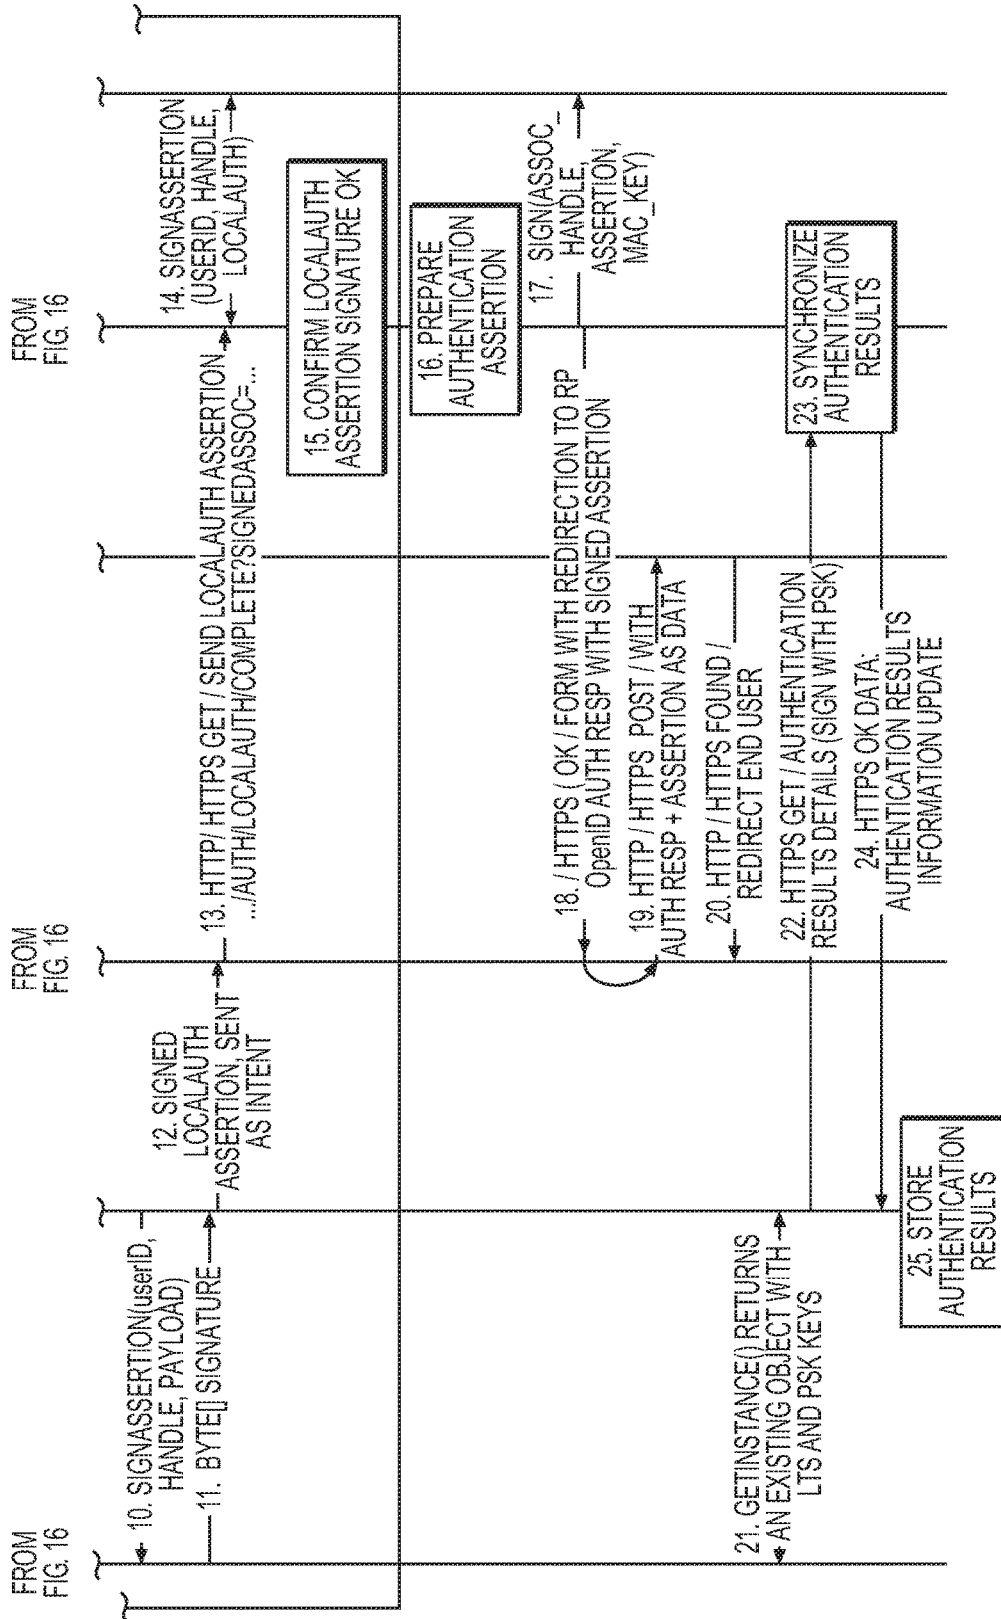 FROM
FIG. 16
FROM
FIG. 16
FROM
FIG. 16
10. SIGNASSERTION(userID,
HANDLE, PAYLOAD)
11. BYTE[] SIGNATURE
12. SIGNED
LOCALAUTH
ASSERTION, SENT
AS INTENT
13. HTTP/ HTTPS GET / SEND LOCALAUTH ASSERTION
.../AUTH/LOCALAUTH/COMPLETE?SIGNEDASSOC=...
14. SIGNASSERTION
(USERID, HANDLE,
LOCALAUTH)
15. CONFIRM LOCALAUTH
ASSERTION SIGNATURE OK
16. PREPARE
AUTHENTICATION
ASSERTION
17. SIGN(ASSOC_
HANDLE,
ASSERTION,
MAC_KEY)
18. / HTTPS ( OK / FORM WITH REDIRECTION TO RP
OpenID AUTH RESP WITH SIGNED ASSERTION
19. HTTP / HTTPS POST / WITH
AUTH RESP + ASSERTION AS DATA
20. HTTP / HTTPS FOUND /
REDIRECT END USER
21. GETINSTANCE() RETURNS
AN EXISTING OBJECT WITH
LTS AND PSK KEYS
22. HTTPS GET / AUTHENTICATION
RESULTS DETAILS (SIGN WITH PSK)
23. SYNCHRONIZE
AUTHENTICATION
RESULTS
24. HTTPS OK DATA:
AUTHENTICATION RESULTS
INFORMATION UPDATE
25. STORE
AUTHENTICATION
RESULTS